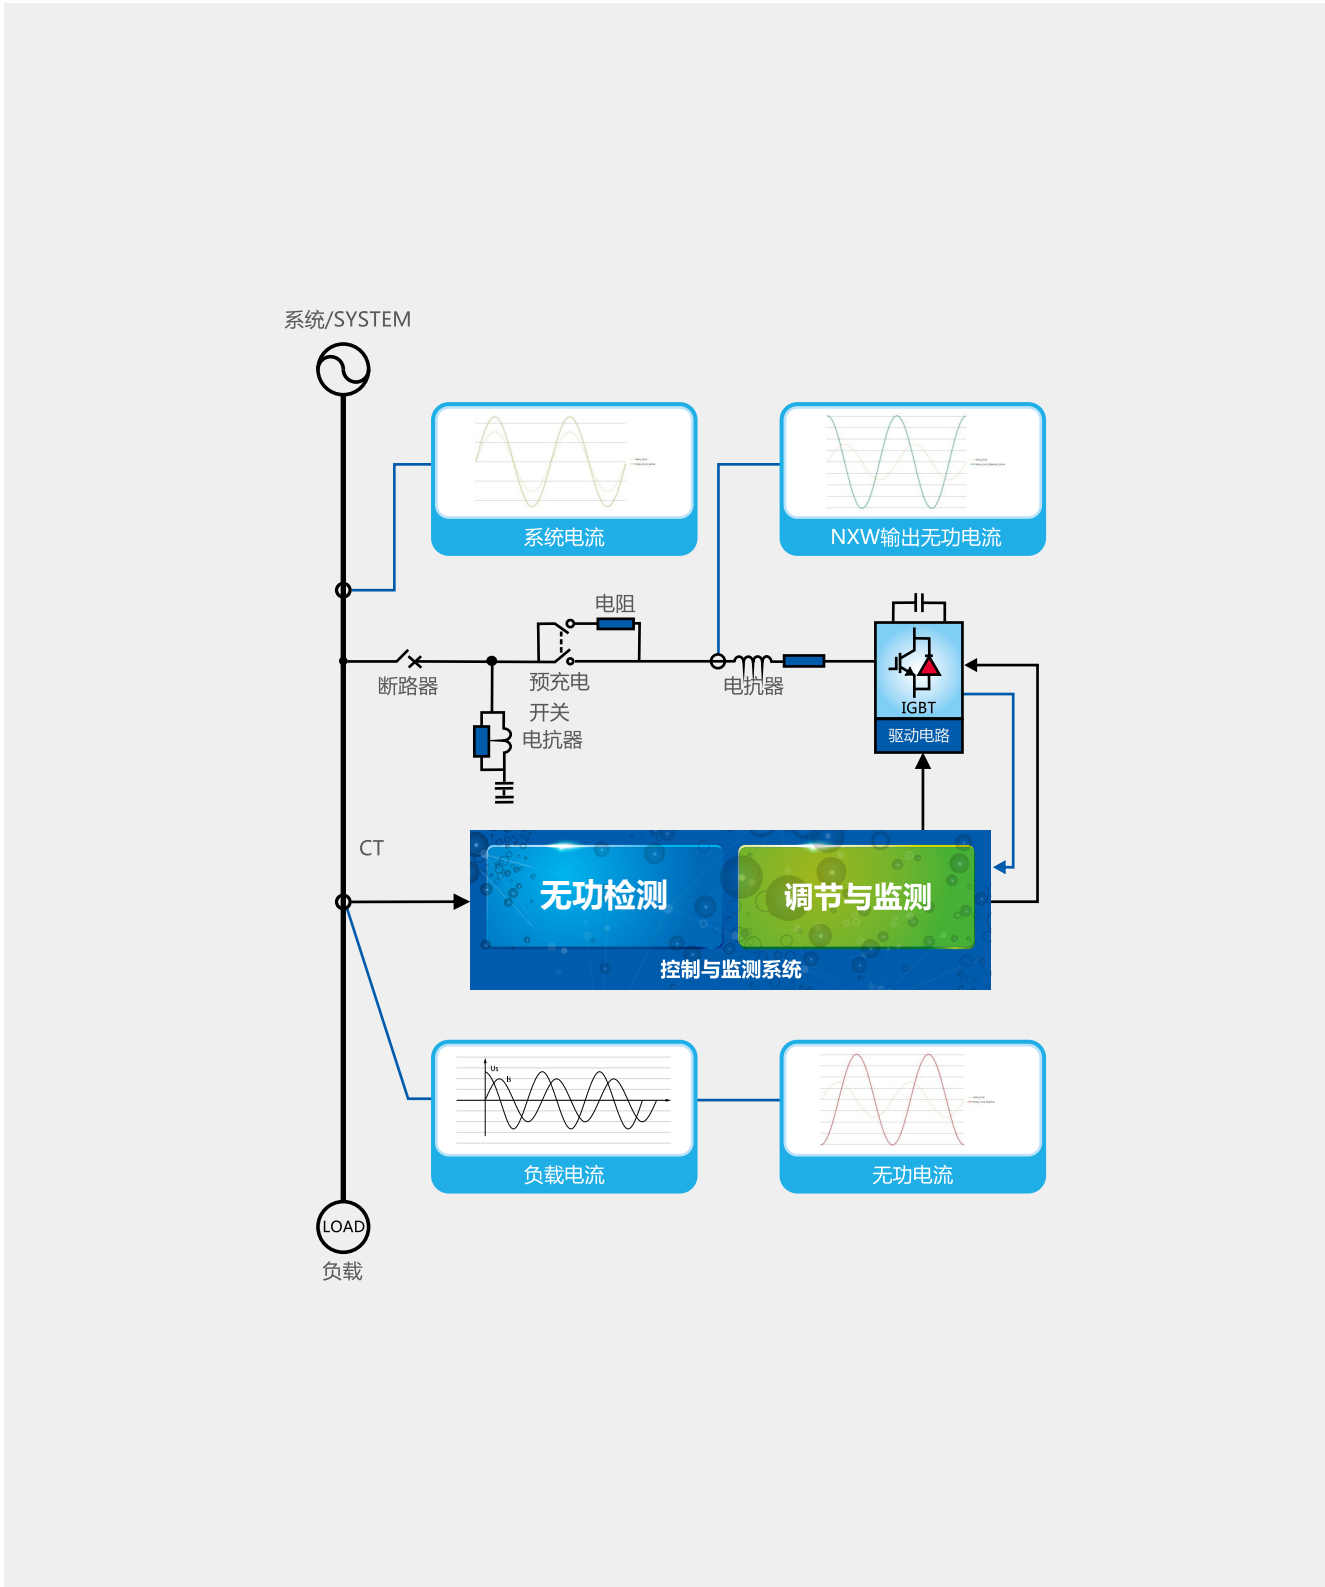 系统/SYSTEM
系统电流
NXW输出无功电流
电阻
断路器
预充电
开关
电抗器
电抗器
IGBT
驱动电路
CT
无功检测
调节与监测
控制与监测系统
Us
Is
负载电流
无功电流
LOAD
负载